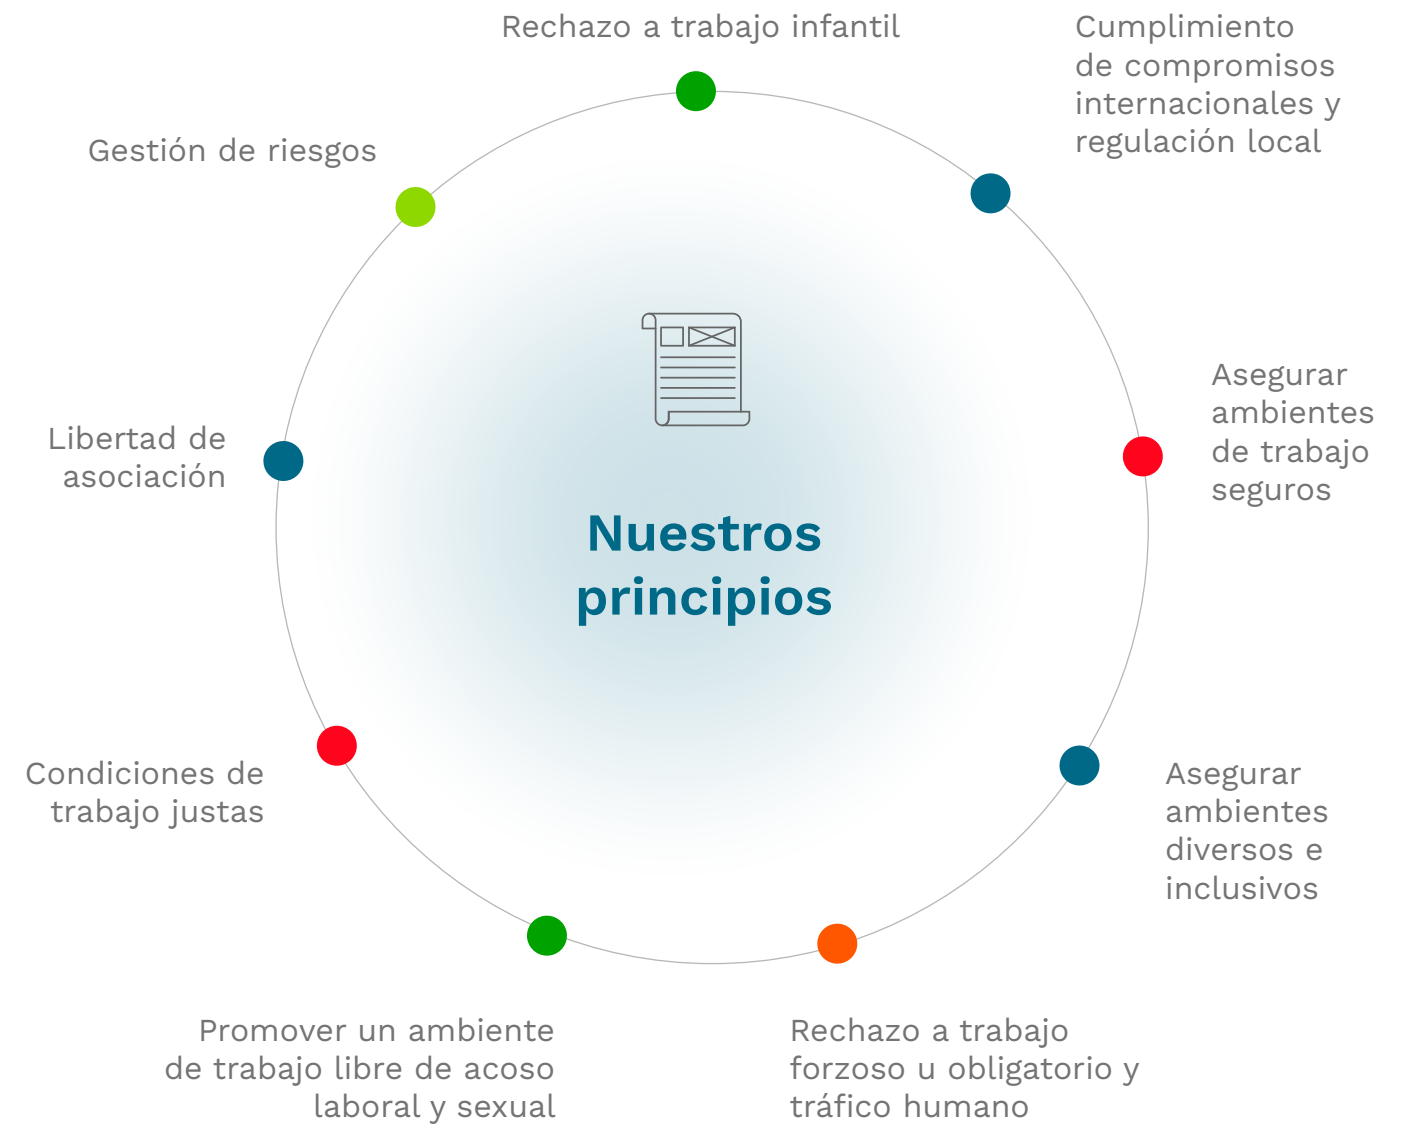 Rechazo a trabajo infantil
Cumplimiento
de compromisos
internacionales y
regulación local
Asegurar
ambientes
de trabajo
seguros
Asegurar
ambientes
diversos e
inclusivos
Rechazo a trabajo
forzoso u obligatorio y
tráfico humano
Promover un ambiente
de trabajo libre de acoso
laboral y sexual
Condiciones de
trabajo justas
Libertad de
asociación
Gestión de riesgos
Nuestros
principios